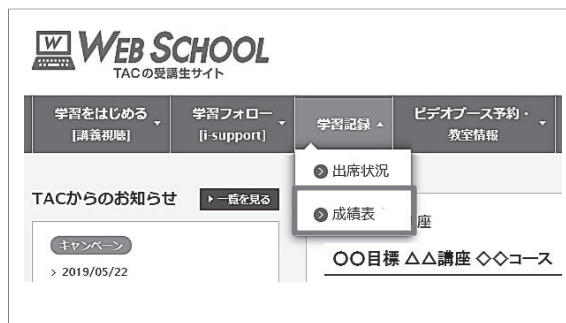 W WEB SCHOOL
TACの受講生サイト
学習をはじめる
[講義視聴]
学習フォロー
[i-support]
学習記録
ビデオブース予約・
教室情報
出席状況
成績表
TACからのお知らせ
一覧を見る
座
キャンペーン
〇〇目標 △△講座 ◇◇コース
> 2019/05/22